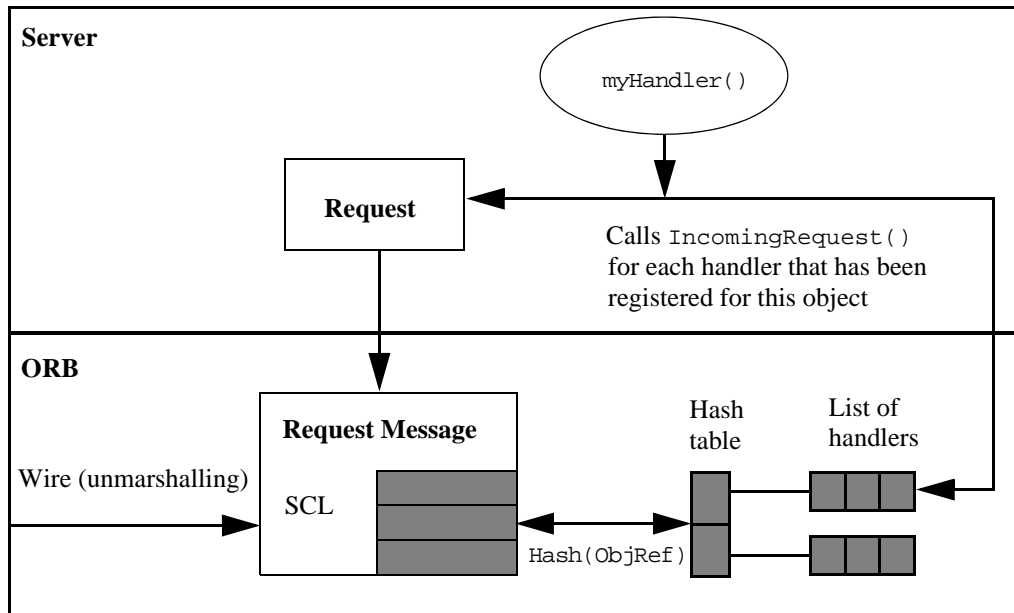 Server
myHandler()
Request
Calls IncomingRequest()
for each handler that has been
registered for this object
ORB
Request Message
Hash
table
List of
handlers
Wire (unmarshalling)
SCL
Hash(ObjRef)